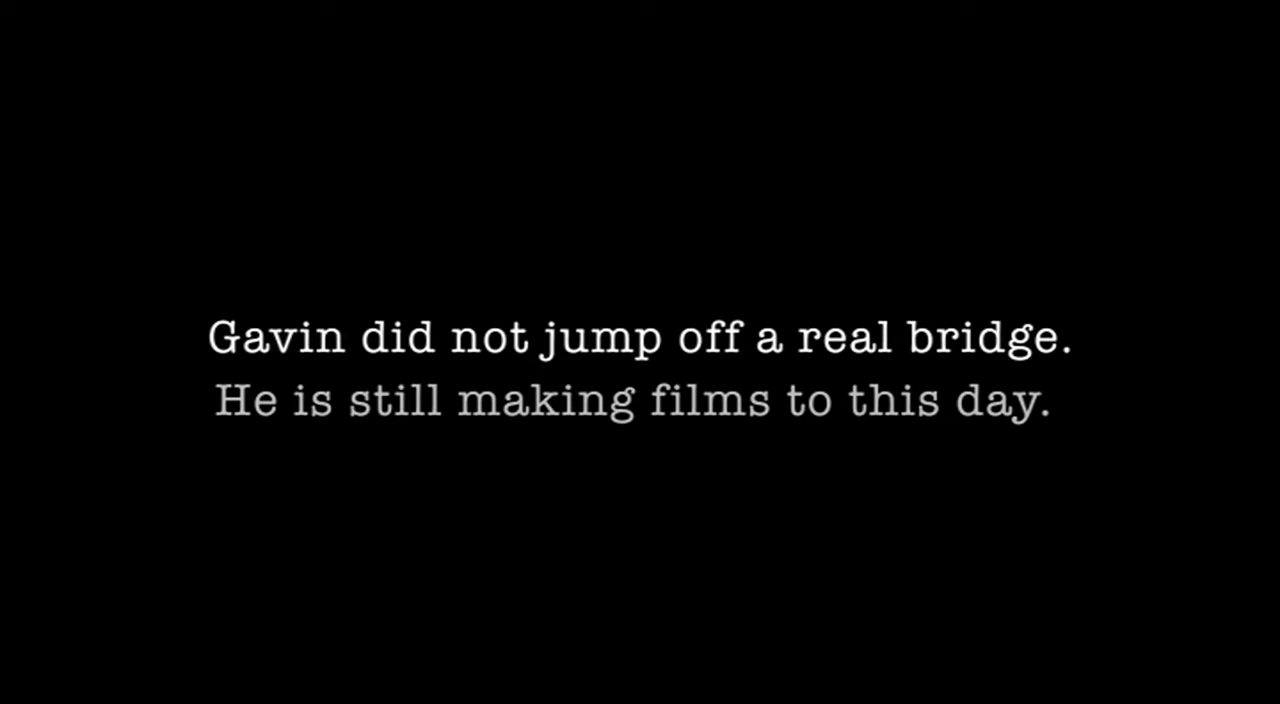 Gavin did not jump off a real bridge.
He is still making films to this day.